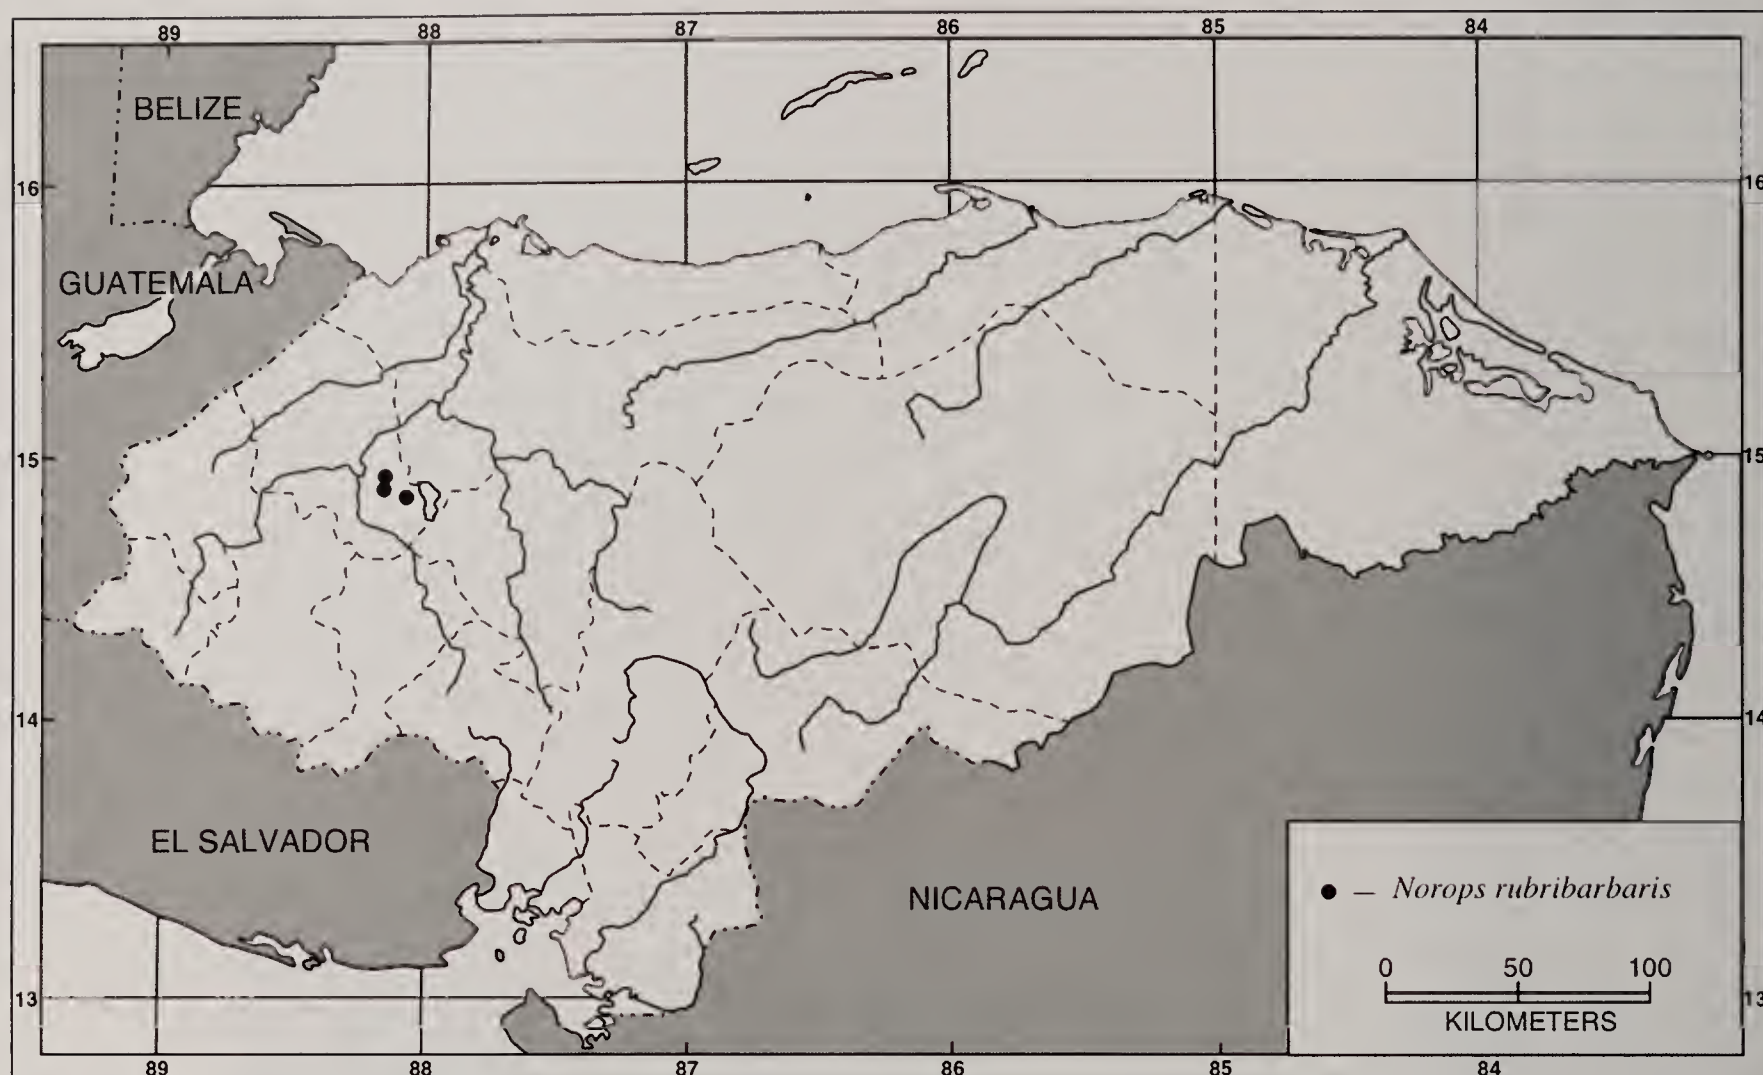 89 88 87 86 85 84
BELIZE
16 16
GUATEMALA
15 15
14 14
EL SALVADOR
NICARAGUA
● — Norops rubribarbaris
0 50 100
KILOMETERS
13 13
89 88 87 86 85 84